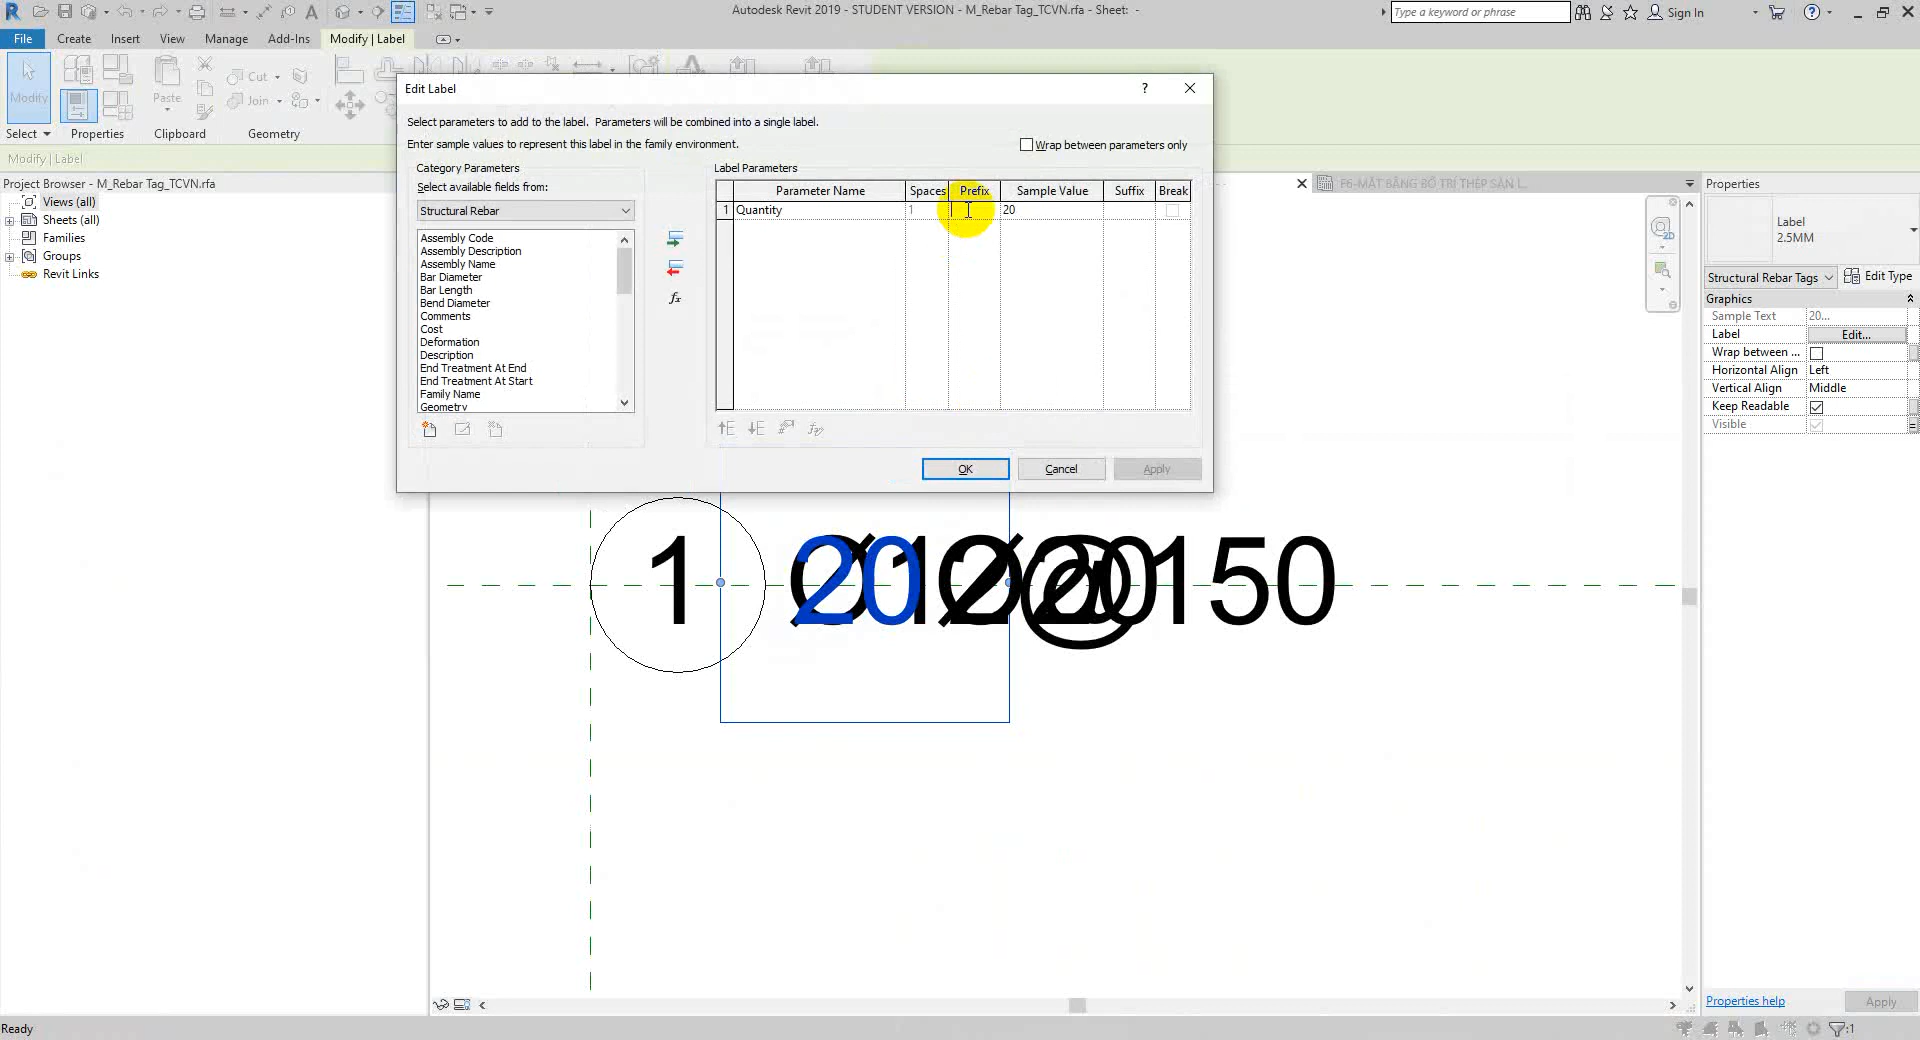 Autodesk Revit 2019 - STUDENT VERSION - M_Rebar Tag_TCVN.rfa - Sheet: -
Type a keyword or phrase
Sign In
File Create Insert View Manage Add-Ins Modify | Label
Modify
Paste
Cut
Join
Select Properties Clipboard Geometry
Modify | Label
Edit Label
Select parameters to add to the label. Parameters will be combined into a single label.
Enter sample values to represent this label in the family environment.
Wrap between parameters only
Category Parameters
Select available fields from:
Structural Rebar
Assembly Code
Assembly Description
Assembly Name
Bar Diameter
Bar Length
Bend Diameter
Comments
Cost
Deformation
Description
End Treatment At End
End Treatment At Start
Family Name
Geometry
Label Parameters
Parameter Name Spaces Prefix Sample Value Suffix Break
1 Quantity 1 20
OK Cancel Apply
Project Browser - M_Rebar Tag_TCVN.rfa
Views (all)
Sheets (all)
Families
Groups
Revit Links
F6-MẶT BẰNG BỐ TRÍ THÉP SÀN L...
Properties
Label
2.5MM
Structural Rebar Tags
Edit Type
Graphics
Sample Text 20...
Label Edit...
Wrap between ...
Horizontal Align Left
Vertical Align Middle
Keep Readable
Visible
1
20
150
Properties help
Apply
Ready
:1